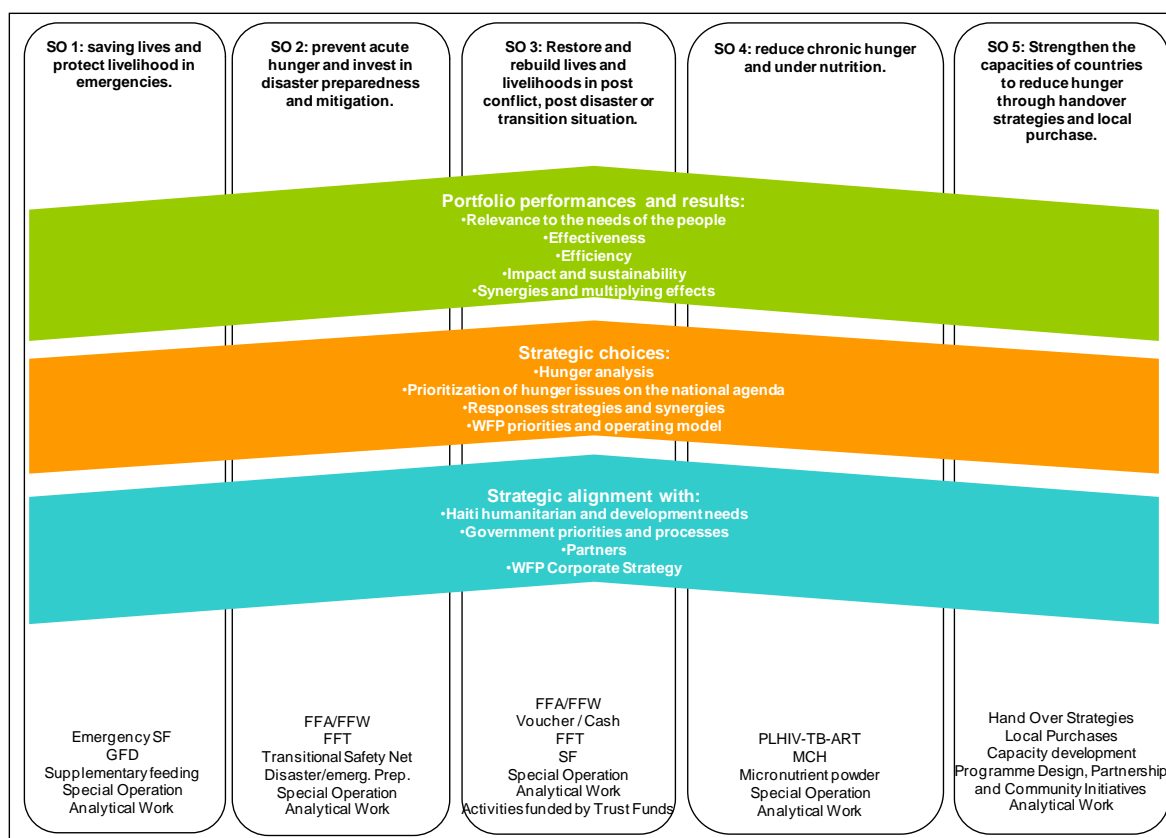 SO 1: saving lives and
protect livelihood in
emergencies.
SO 2: prevent acute
hunger and invest in
disaster preparedness
and mitigation.
SO 3: Restore and
rebuild lives and
livelihoods in post
conflict, post disaster or
transition situation.
SO 4: reduce chronic hunger
and under nutrition.
SO 5: Strengthen the
capacities of countries
to reduce hunger
through handover
strategies and local
purchase.
Portfolio performances and results:
•Relevance to the needs of the people
•Effectiveness
•Efficiency
•Impact and sustainability
•Synergies and multiplying effects
Strategic choices:
•Hunger analysis
•Prioritization of hunger issues on the national agenda
•Responses strategies and synergies
•WFP priorities and operating model
Strategic alignment with:
•Haiti humanitarian and development needs
•Government priorities and processes
•Partners
•WFP Corporate Strategy
Emergency SF
GFD
Supplementary feeding
Special Operation
Analytical Work
FFA/FFW
FFT
Transitional Safety Net
Disaster/emerg. Prep.
Special Operation
Analytical Work
FFA/FFW
Voucher / Cash
FFT
SF
Special Operation
Analytical Work
Activities funded by Trust Funds
PLHIV-TB-ART
MCH
Micronutrient powder
Special Operation
Analytical Work
Hand Over Strategies
Local Purchases
Capacity development
Programme Design, Partnership
and Community Initiatives
Analytical Work